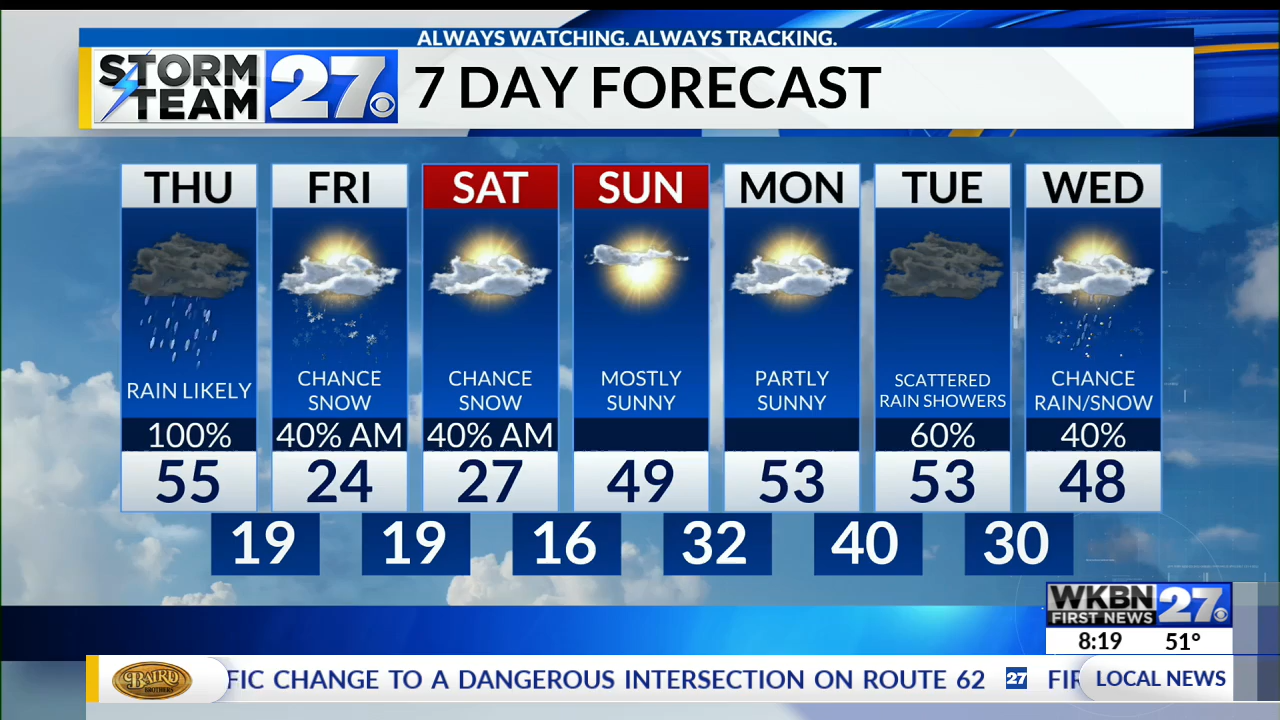 ALWAYS WATCHING. ALWAYS TRACKING.
STORM TEAM 27
7 DAY FORECAST
THU FRI SAT SUN MON TUE WED
RAIN LIKELY
CHANCE
SNOW
CHANCE
SNOW
MOSTLY
SUNNY
PARTLY
SUNNY
SCATTERED
RAIN SHOWERS
CHANCE
RAIN/SNOW
100% 40% AM 40% AM 60% 40%
55 24 27 49 53 53 48
19 19 16 32 40 30
WKBN 27
FIRST NEWS
8:19 51°
BAIRD
BROTHERS
FIC CHANGE TO A DANGEROUS INTERSECTION ON ROUTE 62 27 FIR
LOCAL NEWS